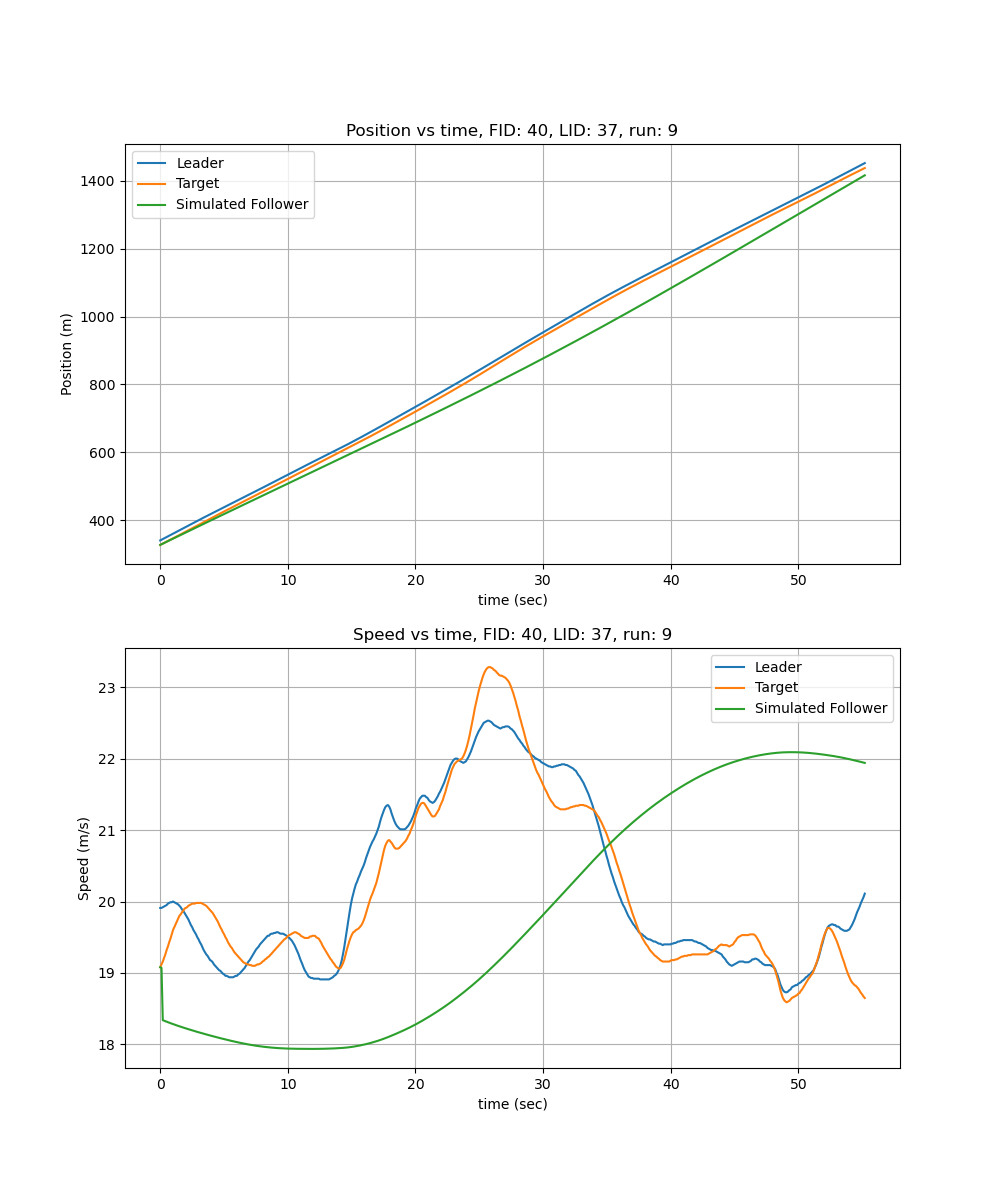 Position vs time, FID: 40, LID: 37, run: 9
Leader
Target
Simulated Follower
1400
1200
1000
800
600
400
Position (m)
0 10 20 30 40 50
time (sec)
Speed vs time, FID: 40, LID: 37, run: 9
Leader
Target
Simulated Follower
23
22
21
20
19
18
Speed (m/s)
0 10 20 30 40 50
time (sec)